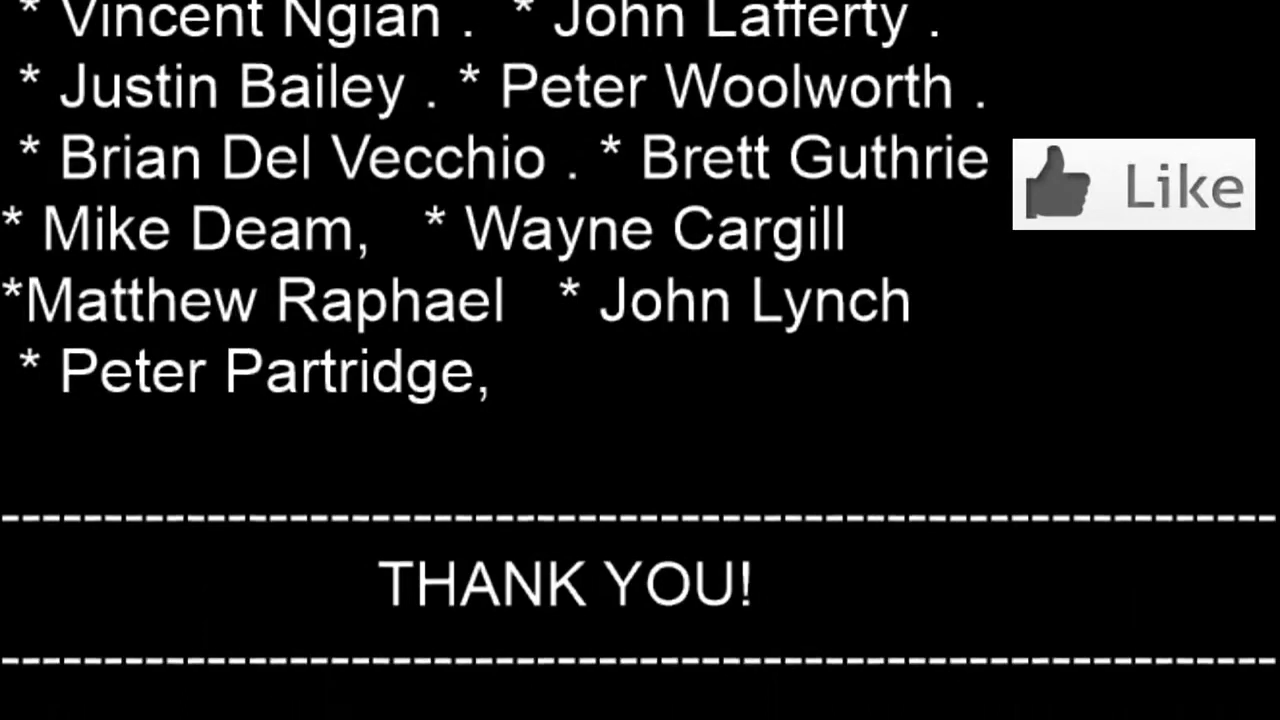 * Vincent Ngian . * John Lafferty .
* Justin Bailey . * Peter Woolworth .
* Brian Del Vecchio . * Brett Guthrie
Like
* Mike Deam, * Wayne Cargill
*Matthew Raphael * John Lynch
* Peter Partridge,
--------------------------------------------------------------
THANK YOU!
--------------------------------------------------------------